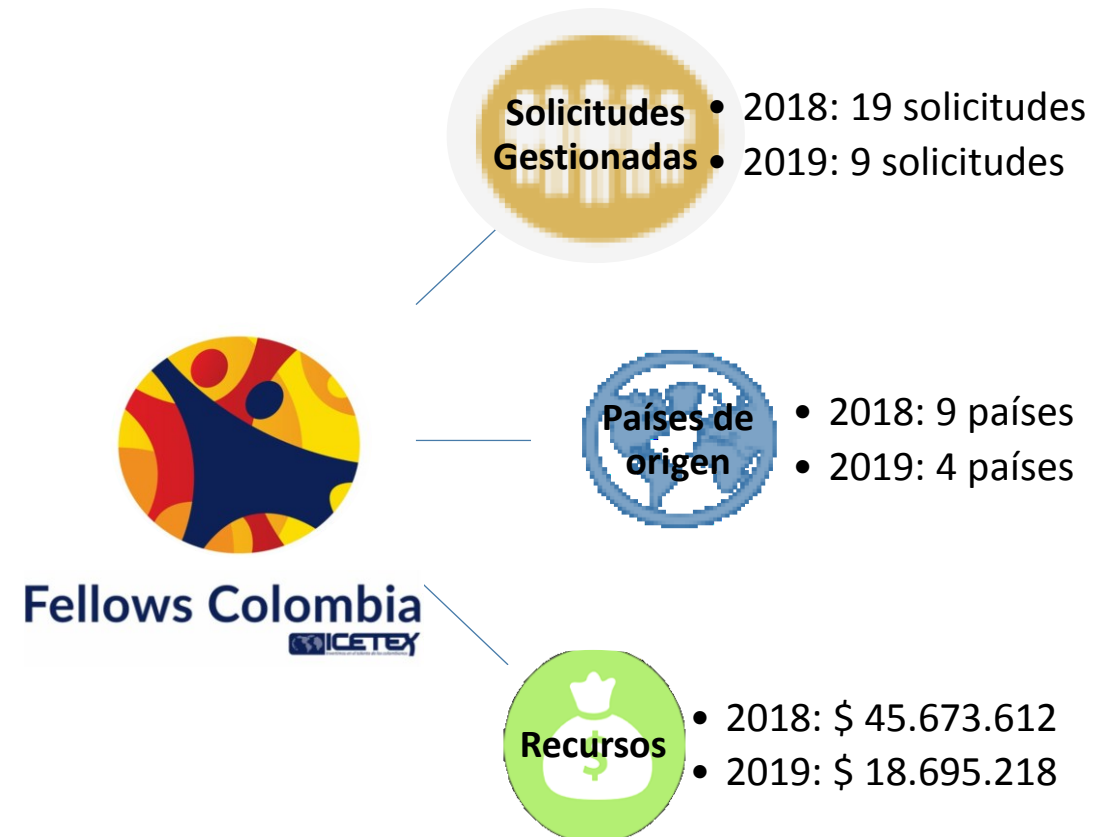 Solicitudes
Gestionadas
• 2018: 19 solicitudes
• 2019: 9 solicitudes
Países de
origen
• 2018: 9 países
• 2019: 4 países
Fellows Colombia
ICETEX
Recursos
• 2018: $ 45.673.612
• 2019: $ 18.695.218